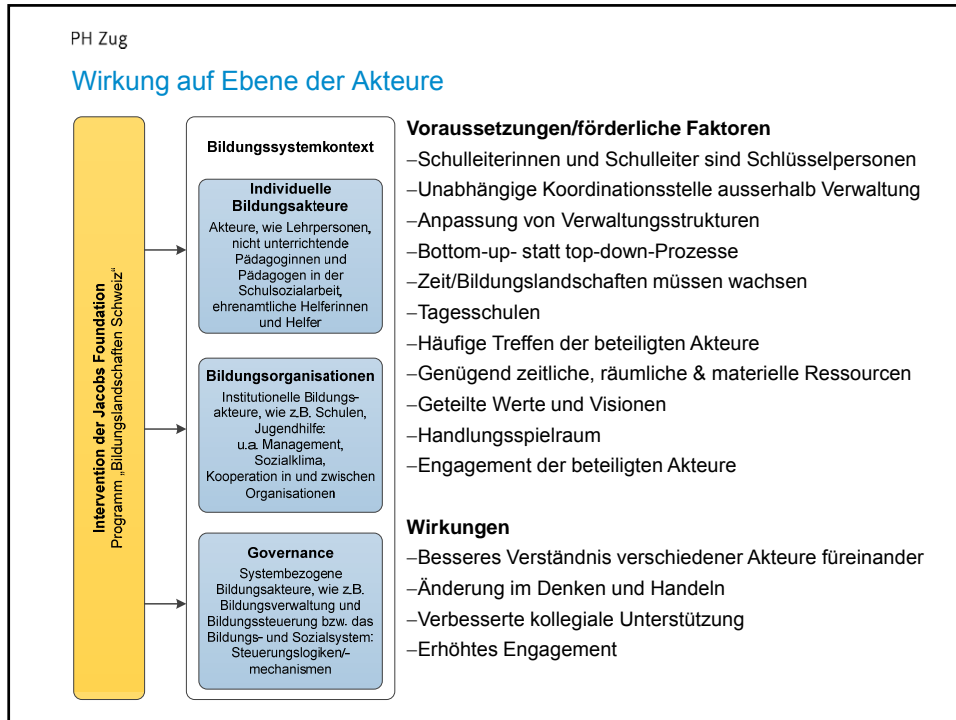 PH Zug
Wirkung auf Ebene der Akteure
Intervention der Jacobs Foundation
Programm „Bildungslandschaften Schweiz“
Bildungssystemkontext
Individuelle
Bildungsakteure
Akteure, wie Lehrpersonen,
nicht unterrichtende
Pädagoginnen und
Pädagogen in der
Schulsozialarbeit,
ehrenamtliche Helferinnen
und Helfer
Bildungsorganisationen
Institutionelle Bildungs-
akteure, wie z.B. Schulen,
Jugendhilfe:
u.a. Management,
Sozialklima,
Kooperation in und zwischen
Organisationen
Governance
Systembezogene
Bildungsakteure, wie z.B.
Bildungsverwaltung und
Bildungssteuerung bzw. das
Bildungs- und Sozialsystem:
Steuerungslogiken/-
mechanismen
Voraussetzungen/förderliche Faktoren
–Schulleiterinnen und Schulleiter sind Schlüsselpersonen
–Unabhängige Koordinationsstelle ausserhalb Verwaltung
–Anpassung von Verwaltungsstrukturen
–Bottom-up- statt top-down-Prozesse
–Zeit/Bildungslandschaften müssen wachsen
–Tagesschulen
–Häufige Treffen der beteiligten Akteure
–Genügend zeitliche, räumliche & materielle Ressourcen
–Geteilte Werte und Visionen
–Handlungsspielraum
–Engagement der beteiligten Akteure
Wirkungen
–Besseres Verständnis verschiedener Akteure füreinander
–Änderung im Denken und Handeln
–Verbesserte kollegiale Unterstützung
–Erhöhtes Engagement